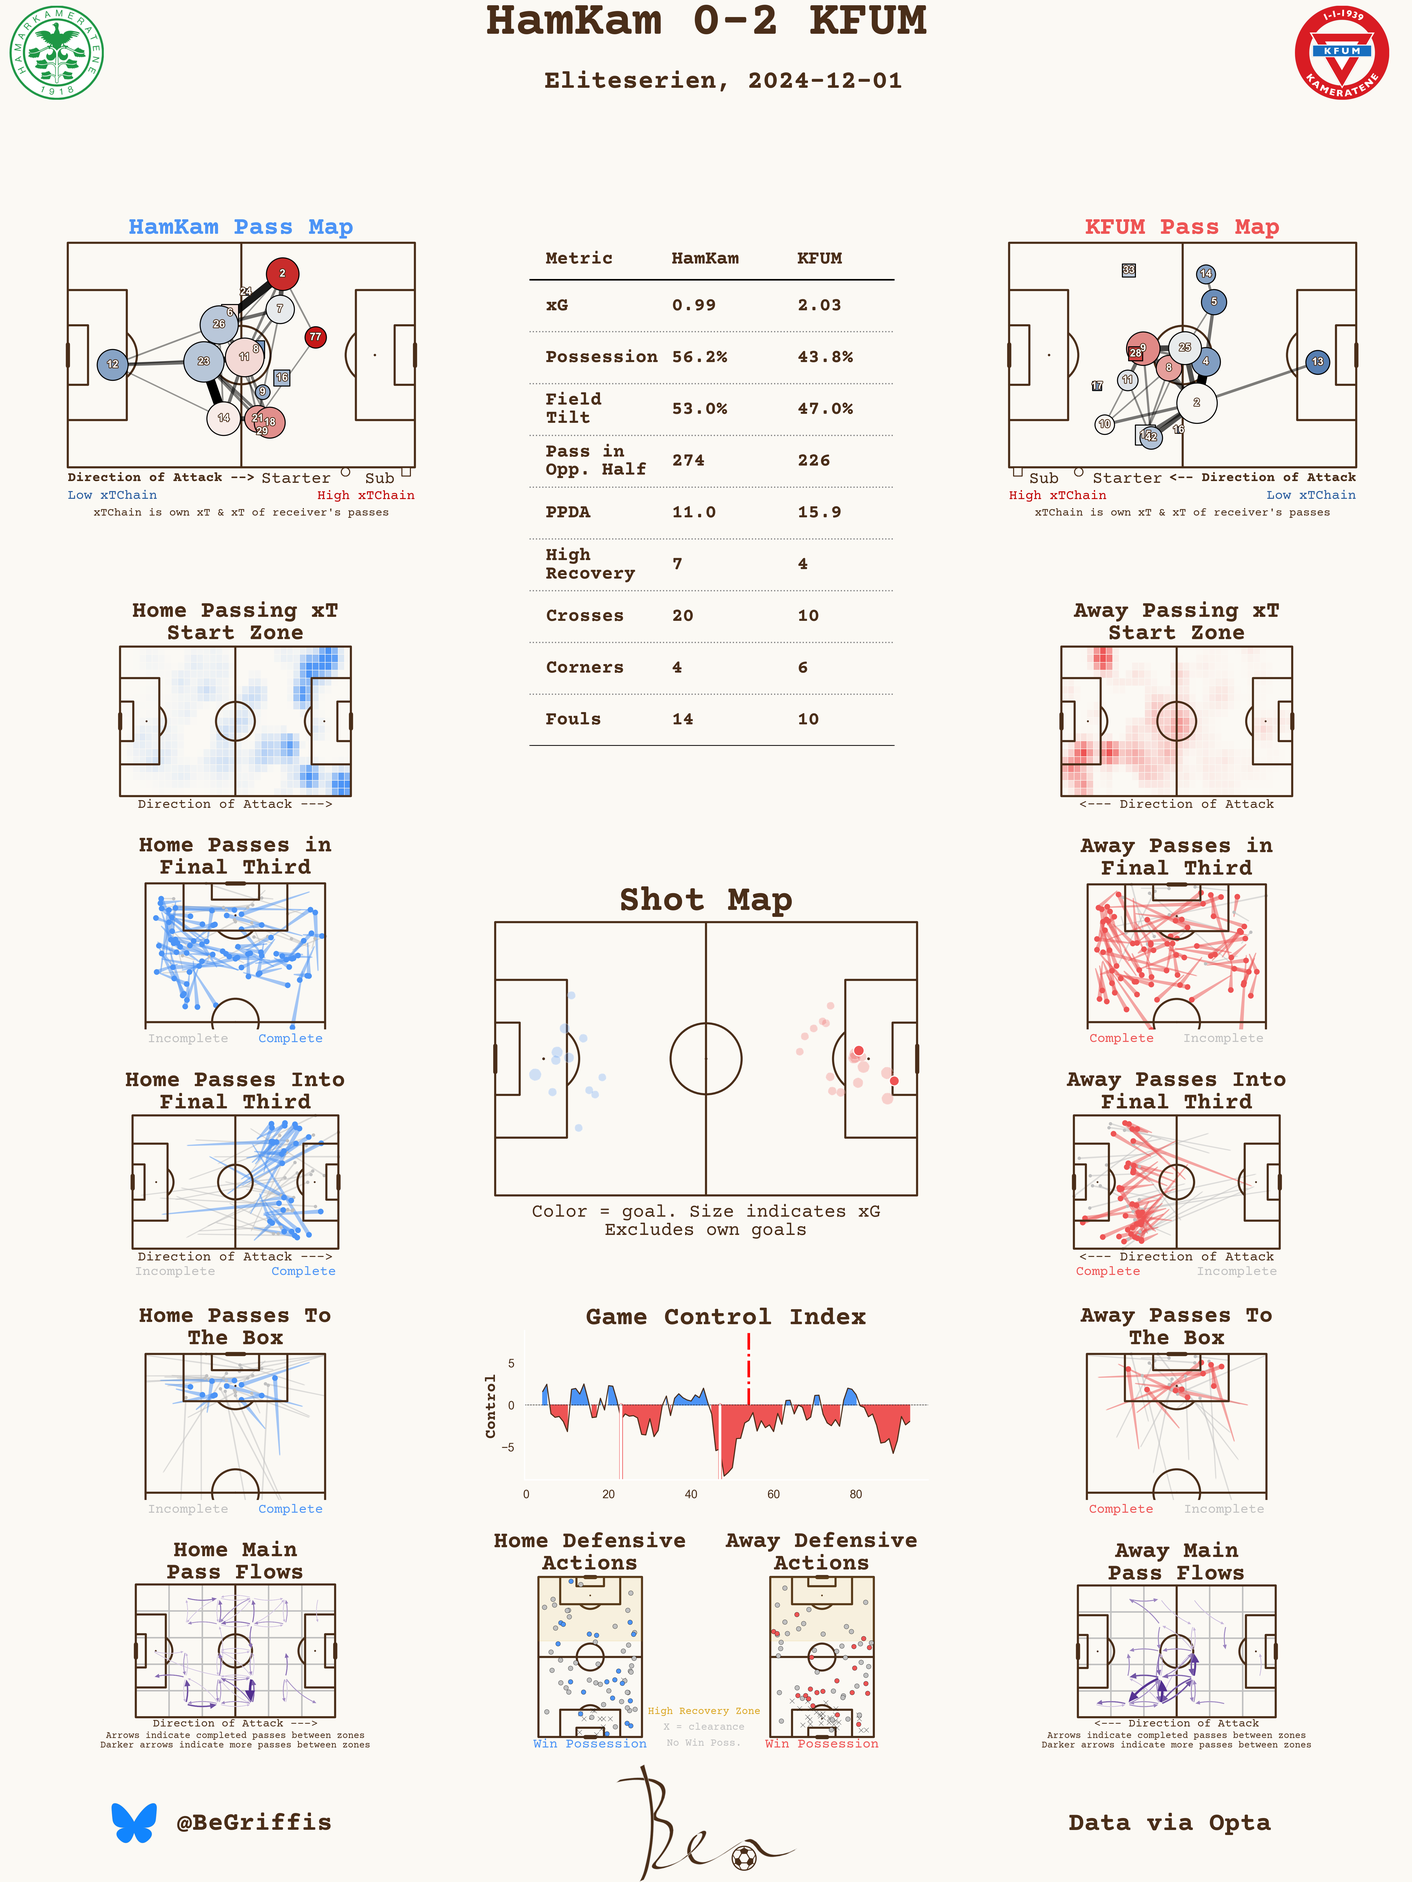 HamKam 0-2 KFUM
Eliteserien, 2024-12-01
HAMARKAMERATENE
1918
1-1-1939
KFUM
KAMERATENE
HamKam Pass Map
2
24
6
7
26
77
8
11
23
12
16
9
14
21
18
29
Direction of Attack --> Starter Sub
Low xTChain High xTChain
xTChain is own xT & xT of receiver's passes
Metric HamKam KFUM
xG 0.99 2.03
Possession 56.2% 43.8%
Field
Tilt 53.0% 47.0%
Pass in
Opp. Half 274 226
PPDA 11.0 15.9
High
Recovery 7 4
Crosses 20 10
Corners 4 6
Fouls 14 10
KFUM Pass Map
33
14
5
9
28
25
4
13
8
11
17
2
10
42
16
Sub Starter <-- Direction of Attack
High xTChain Low xTChain
xTChain is own xT & xT of receiver's passes
Home Passing xT
Start Zone
Direction of Attack --->
Away Passing xT
Start Zone
<--- Direction of Attack
Home Passes in
Final Third
Incomplete Complete
Away Passes in
Final Third
Complete Incomplete
Shot Map
Color = goal. Size indicates xG
Excludes own goals
Home Passes Into
Final Third
Direction of Attack --->
Incomplete Complete
Away Passes Into
Final Third
<--- Direction of Attack
Complete Incomplete
Home Passes To
The Box
Incomplete Complete
Game Control Index
Control
5
0
−5
0 20 40 60 80
Away Passes To
The Box
Complete Incomplete
Home Main
Pass Flows
Direction of Attack --->
Arrows indicate completed passes between zones
Darker arrows indicate more passes between zones
Home Defensive
Actions
Win Possession
Away Defensive
Actions
Win Possession
High Recovery Zone
X = clearance
No Win Poss.
Away Main
Pass Flows
<--- Direction of Attack
Arrows indicate completed passes between zones
Darker arrows indicate more passes between zones
@BeGriffis
Ben
Data via Opta